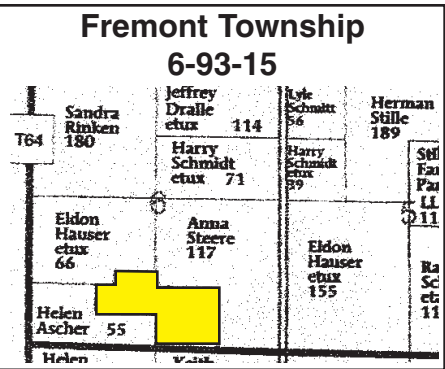 Fremont Township
6-93-15
T64
Sandra
Rinken
180
Jeffrey
Dralle
etux 114
Harry
Schmidt
etux 71
Lyle
Schmitt
56
Harry
Schmidt
etux
39
Herman
Stille
189
Eldon
Hauser
etux
66
Anna
Steere
117
Eldon
Hauser
etux
155
Helen
Ascher 55
Helen
Keith